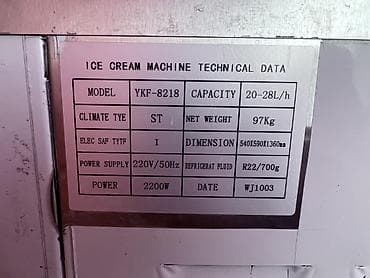 ICE CREAM MACHINE TECHNICAL DATA
MODEL YKF-8218 CAPACITY 20-28L/h
CLIMATE TYE ST NET WEIGHT 97Kg
ELEC SAF TYTF I DIMENSION 540X590X1360mm
POWER SUPPLY 220V/50Hz REFRIGERAT FLUID R22/700g
POWER 2200W DATE WJ1003